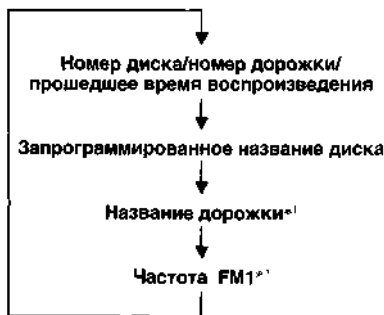 Номер диска/номер дорожки/
прошедшее время воспроизведения
Запрограммированное название диска
Название дорожки*¹
Частота FM1*¹